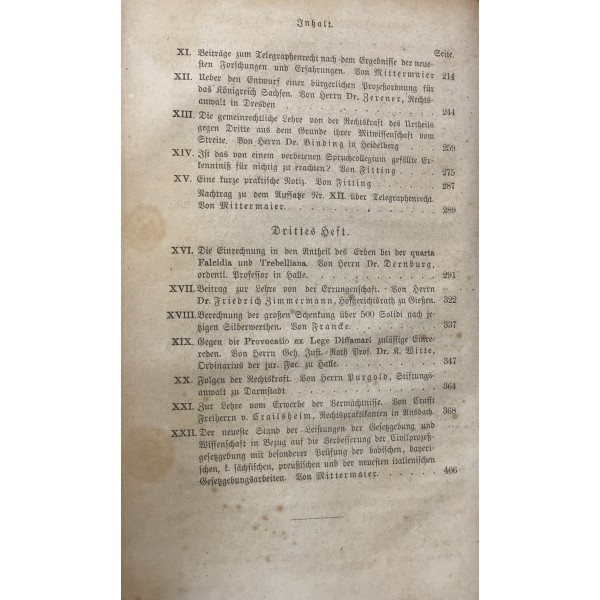 Inhalt.
Seite.
XI. Beiträge zum Telegraphenrecht nach dem Ergebnisse der neue-
sten Forschungen und Erfahrungen. Von Mittermaier 214
XII. Ueber den Entwurf einer bürgerlichen Prozeßordnung für
das Königreich Sachsen. Von Herrn Dr. Zerener, Rechts-
anwalt in Dresden 244
XIII. Die gemeinrechtliche Lehre von der Rechtskraft des Urtheils
gegen Dritte aus dem Grunde ihrer Mitwissenschaft vom
Streite. Von Herrn Dr. Binding in Heidelberg 259
XIV. Ist das von einem verbetenen Spruchcollegium gefällte Er-
kenntniß für nichtig zu erachten? Von Fitting 275
XV. Eine kurze praktische Notiz. Von Fitting 287
Nachtrag zu dem Aufsatze Nr. XII über Telegraphenrecht.
Von Mittermaier. 289
Drittes Heft.
XVI. Die Einrechnung in den Antheil des Erben bei der quarta
Falcidia und Trebelliana. Von Herrn Dr. Dernburg,
ordentl. Professor in Halle. 291
XVII. Beitrag zur Lehre von der Errungenschaft. Von Herrn
Dr. Friedrich Zimmermann, Hofgerichtsrath zu Gießen. 322
XVIII. Berechnung der großen Schenkung über 500 Solidi nach je-
tzigen Silberwerthen. Von Francke. 337
XIX. Gegen die Provocatio ex Lege Diffamari zulässige Einre-
reden. Von Herrn Geh. Just.-Rath Prof. Dr. K. Witte,
Ordinarius der jur. Fac. zu Halle. 347
XX. Folgen der Rechtskraft. Von Herrn Purgold, Stiftungs-
anwalt zu Darmstadt 364
XXI. Zur Lehre vom Erwerbe der Vermächtnisse. Von Crafft
Freiherrn v. Crailsheim, Rechtspraktikanten in Ansbach. 368
XXII. Der neueste Stand der Leistungen der Gesetzgebung und
Wissenschaft in Bezug auf die Verbesserung der Civilprozeß-
gesetzgebung mit besonderer Prüfung der badischen, bayeri-
schen, k. sächsischen, preußischen und der neuesten italienischen
Gesetzgebungsarbeiten. Von Mittermaier. 406